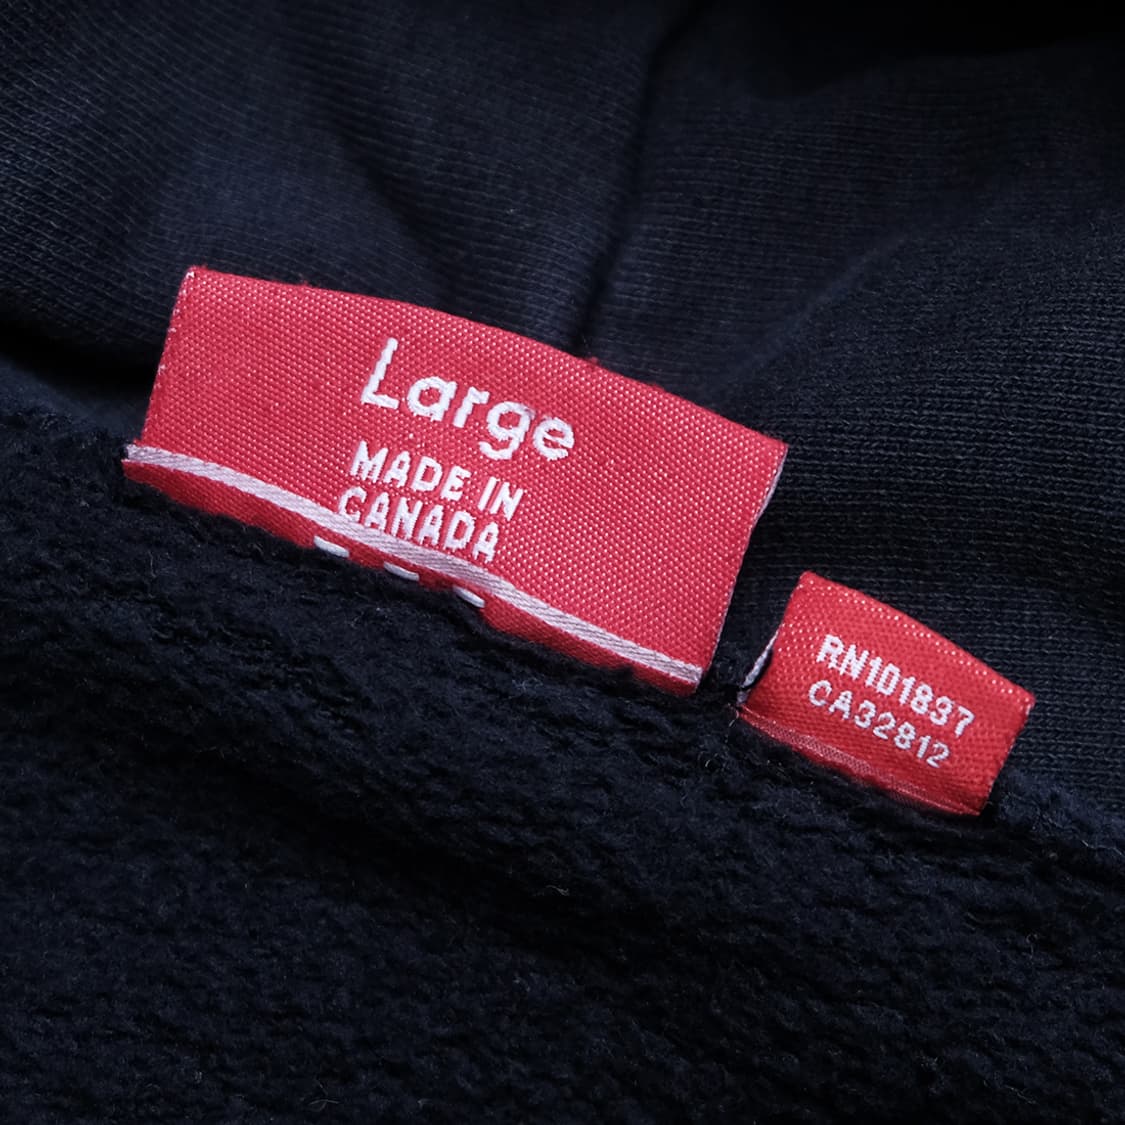 Large
MADE IN
CANADA
RN101837
CA32812